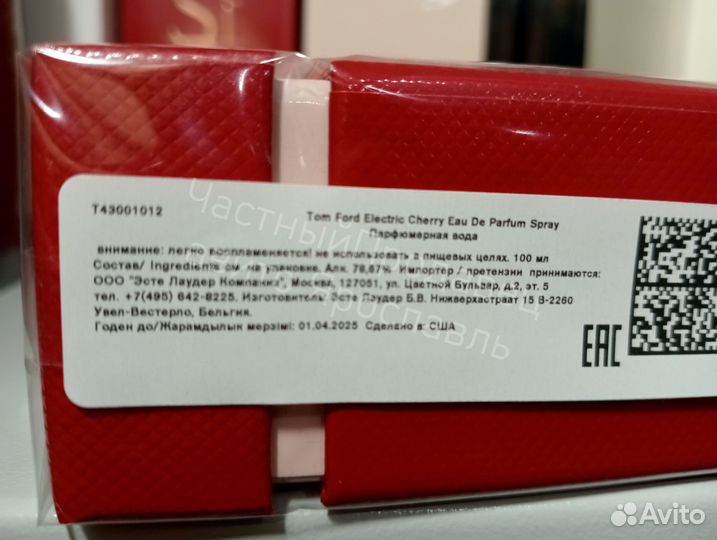 T43001012
Tom Ford Electric Cherry Eau De Parfum Spray
Парфюмерная вода
внимание: легко воспламеняется! не использовать в пищевых целях. 100 мл
Состав/ Ingredients см. на упаковке. Алк. 78,87% Импортер / претензии принимаются:
ООО "Эсте Лаудер Компаниз" Москва, 127051, ул. Цветной Бульвар, д.2, эт. 5
тел. +7(495) 642-8225. Изготовитель: Эсте Лаудер Б.В. Нижверхастраат 15 B-2260
Увел-Вестерло, Бельгия.
Годен до/Жарамдылык мерзімі: 01.04.2025 Сделано в: США
EAC
Avito